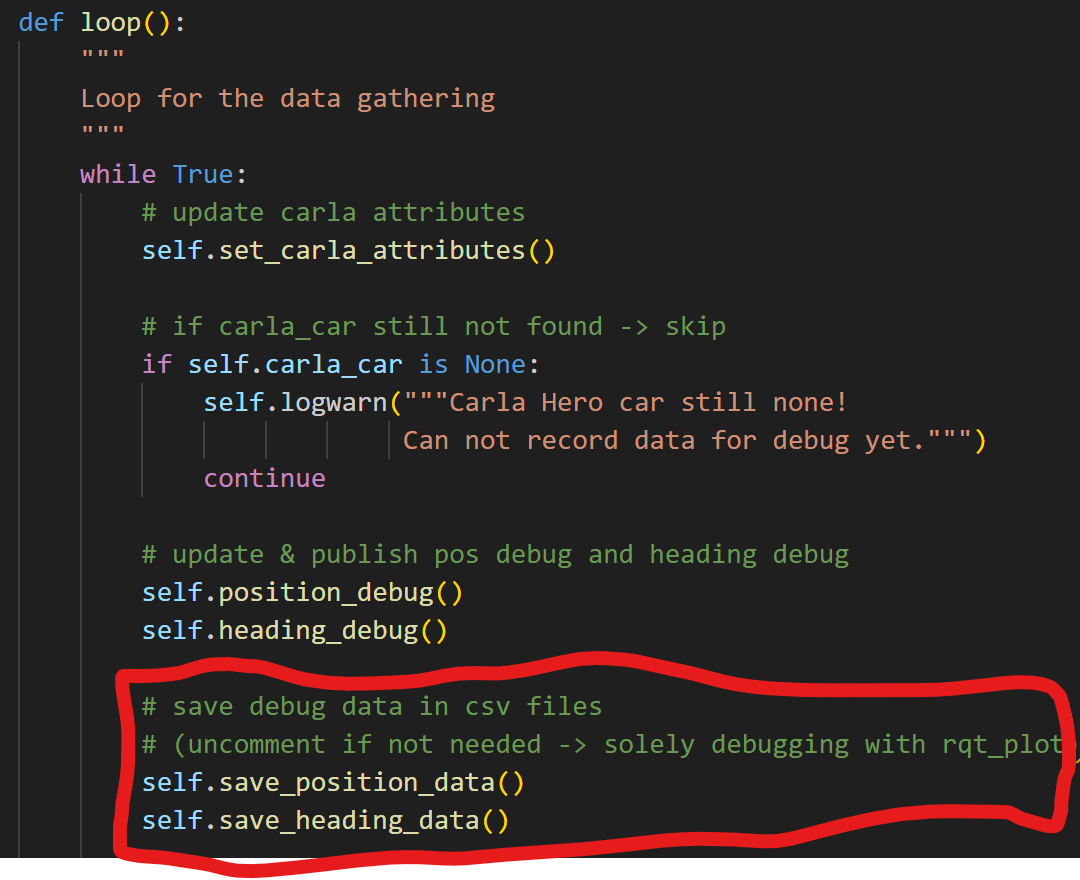 def loop():
"""
Loop for the data gathering
"""
while True:
# update carla attributes
self.set_carla_attributes()
# if carla_car still not found -> skip
if self.carla_car is None:
self.logwarn("""Carla Hero car still none!
Can not record data for debug yet.""")
continue
# update & publish pos debug and heading debug
self.position_debug()
self.heading_debug()
# save debug data in csv files
# (uncomment if not needed -> solely debugging with rqt_plot)
self.save_position_data()
self.save_heading_data()